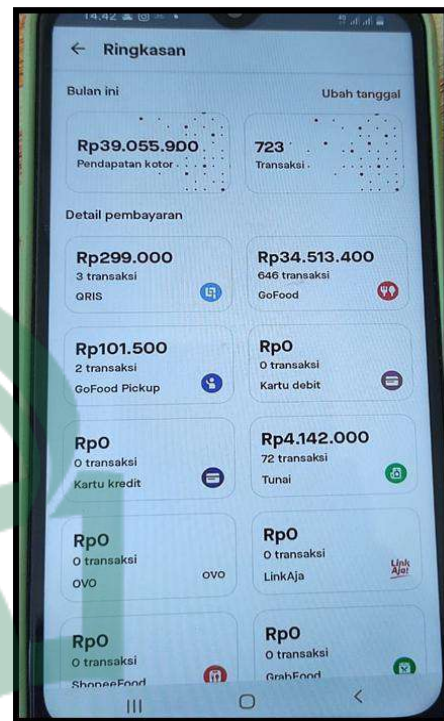 14.42
← Ringkasan
Bulan ini
Ubah tanggal
Rp39.055.900
Pendapatan kotor
723
Transaksi
Detail pembayaran
Rp299.000
3 transaksi
QRIS
Rp34.513.400
646 transaksi
GoFood
Rp101.500
2 transaksi
GoFood Pickup
Rp0
0 transaksi
Kartu debit
Rp0
0 transaksi
Kartu kredit
Rp4.142.000
72 transaksi
Tunai
Rp0
0 transaksi
OVO
OVO
Rp0
0 transaksi
LinkAja
Link
Aja!
Rp0
0 transaksi
ShopeeFood
Rp0
0 transaksi
GrabFood